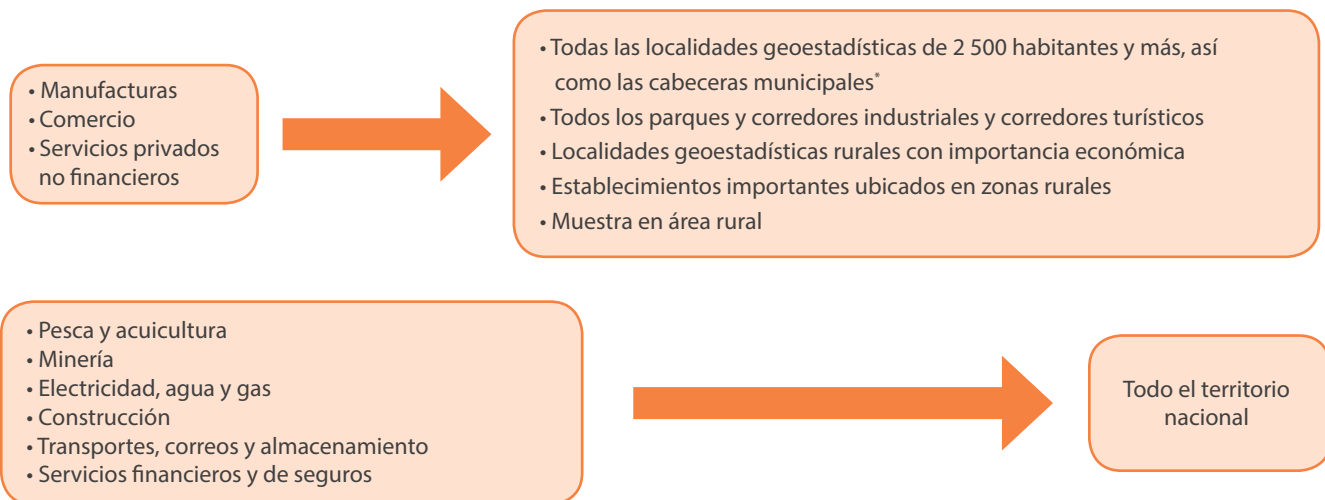 • Manufacturas
• Comercio
• Servicios privados
no financieros
• Todas las localidades geoestadísticas de 2 500 habitantes y más, así
como las cabeceras municipales*
• Todos los parques y corredores industriales y corredores turísticos
• Localidades geoestadísticas rurales con importancia económica
• Establecimientos importantes ubicados en zonas rurales
• Muestra en área rural
• Pesca y acuicultura
• Minería
• Electricidad, agua y gas
• Construcción
• Transportes, correos y almacenamiento
• Servicios financieros y de seguros
Todo el territorio
nacional